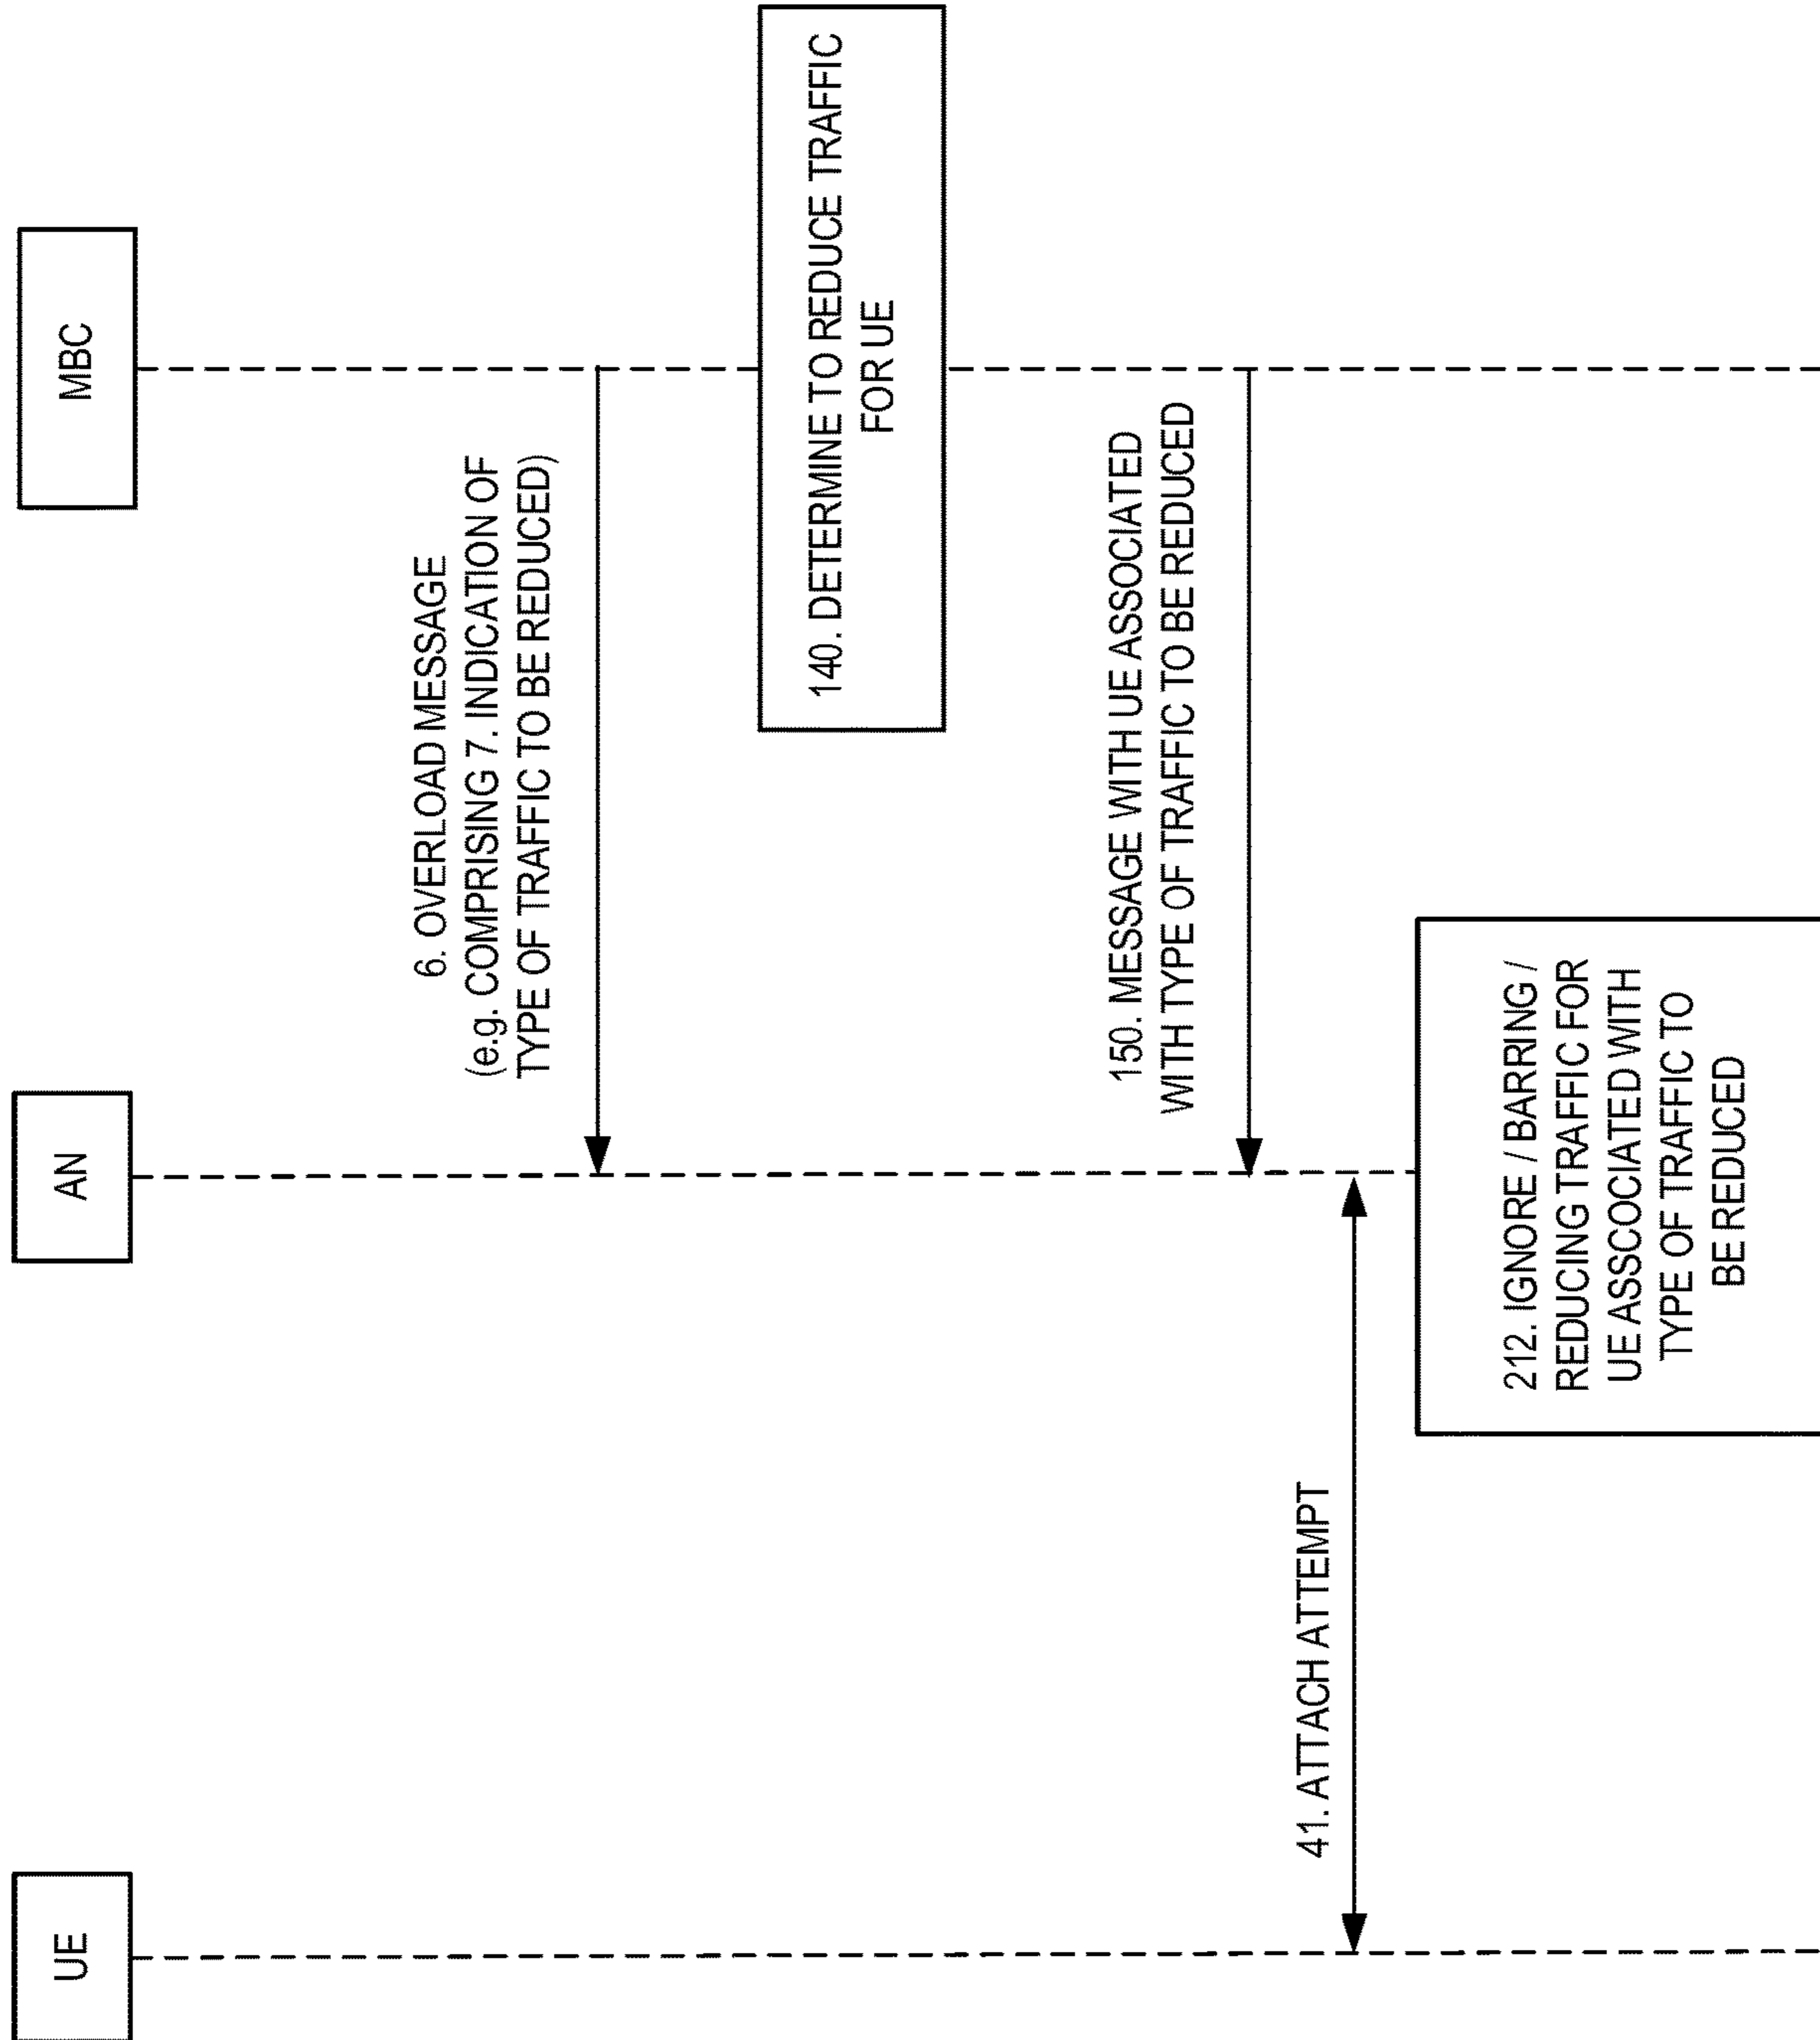 UE
AN
MBC
6. OVERLOAD MESSAGE
(e.g. COMPRISING 7. INDICATION OF
TYPE OF TRAFFIC TO BE REDUCED)
140. DETERMINE TO REDUCE TRAFFIC
FOR UE
150. MESSAGE WITH UE ASSOCIATED
WITH TYPE OF TRAFFIC TO BE REDUCED
41. ATTACH ATTEMPT
212. IGNORE / BARRING /
REDUCING TRAFFIC FOR
UE ASSCOCIATED WITH
TYPE OF TRAFFIC TO
BE REDUCED